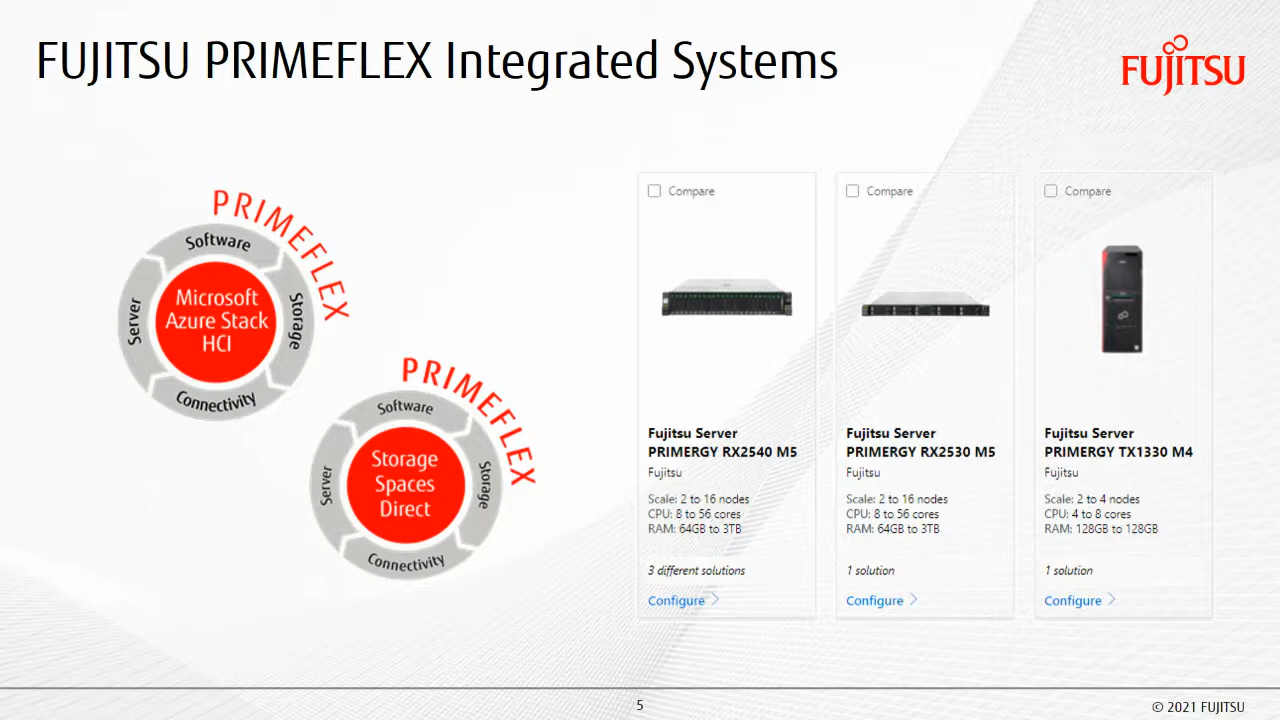 FUJITSU PRIMEFLEX Integrated Systems
FUJITSU
PRIMEFLEX
Software
Server
Storage
Connectivity
Microsoft
Azure Stack
HCI
PRIMEFLEX
Software
Server
Storage
Connectivity
Storage
Spaces
Direct
Compare
Fujitsu Server
PRIMERGY RX2540 M5
Fujitsu
Scale: 2 to 16 nodes
CPU: 8 to 56 cores
RAM: 64GB to 3TB
3 different solutions
Configure
Compare
Fujitsu Server
PRIMERGY RX2530 M5
Fujitsu
Scale: 2 to 16 nodes
CPU: 8 to 56 cores
RAM: 64GB to 3TB
1 solution
Configure
Compare
Fujitsu Server
PRIMERGY TX1330 M4
Fujitsu
Scale: 2 to 4 nodes
CPU: 4 to 8 cores
RAM: 128GB to 128GB
1 solution
Configure
5
© 2021 FUJITSU